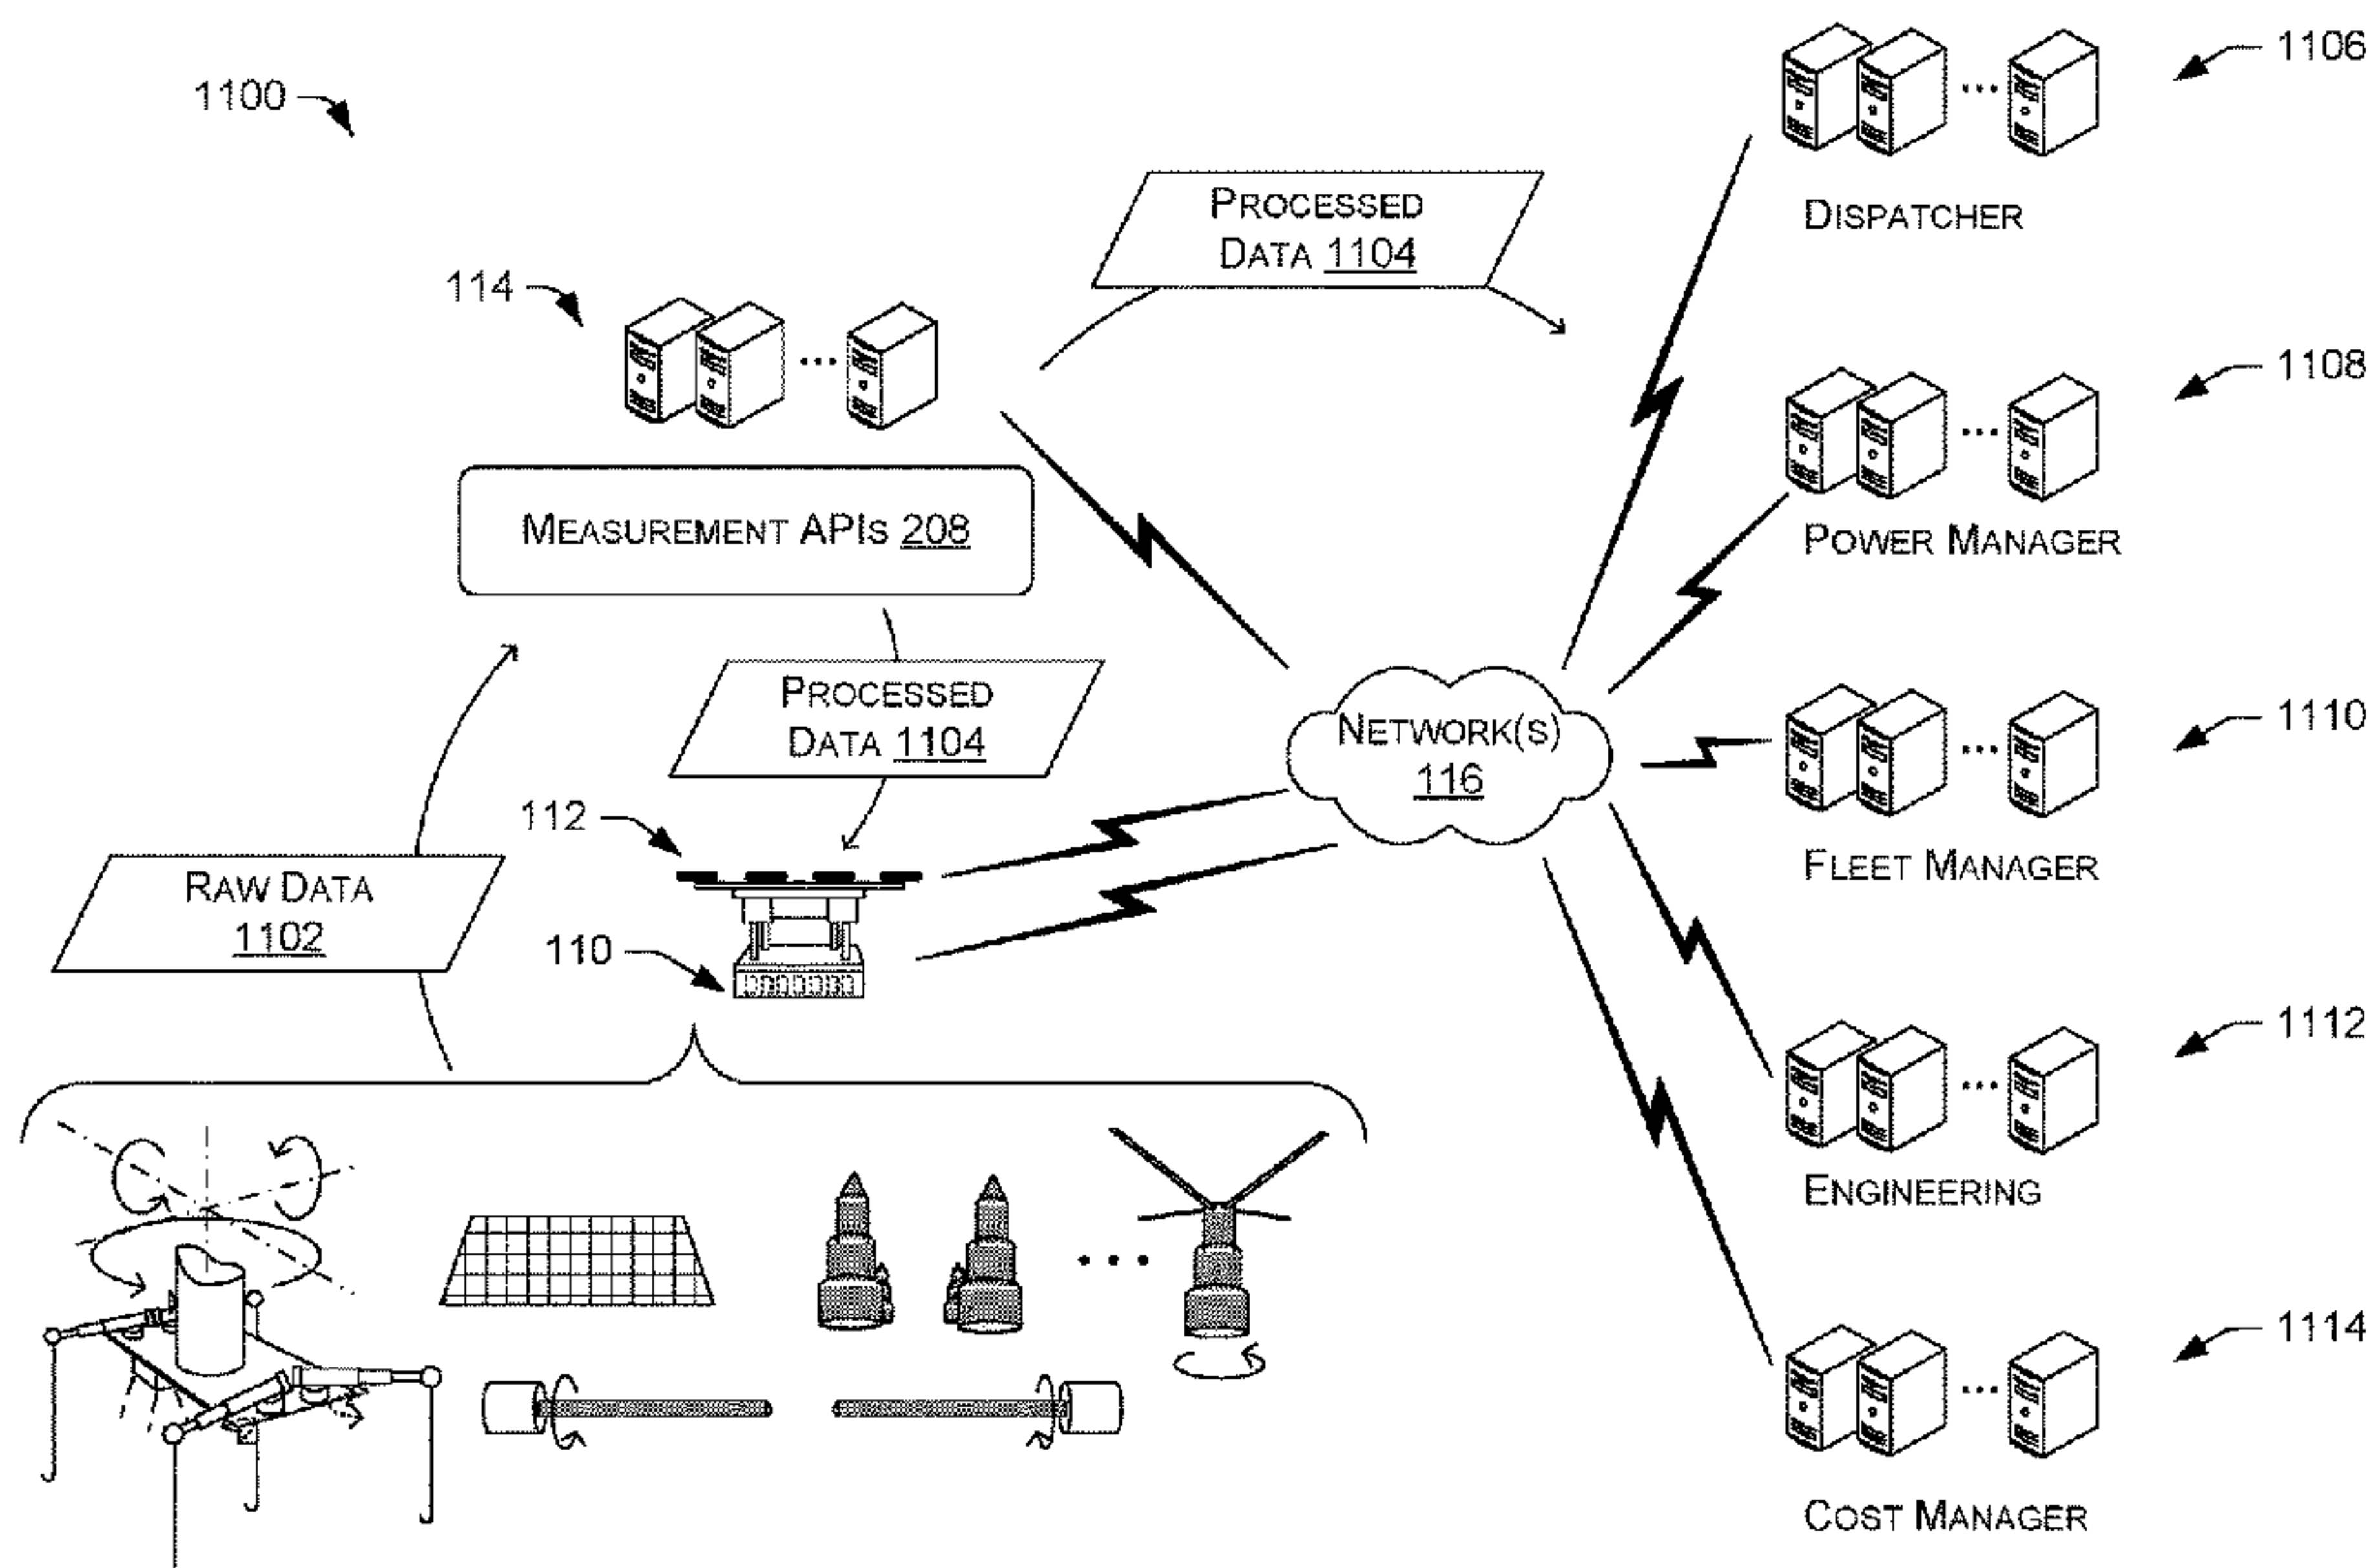 1100
PROCESSED
DATA 1104
1106
DISPATCHER
114
1108
MEASUREMENT APIS 208
POWER MANAGER
PROCESSED
DATA 1104
NETWORK(S)
116
1110
FLEET MANAGER
112
RAW DATA
1102
110
1112
ENGINEERING
1114
COST MANAGER